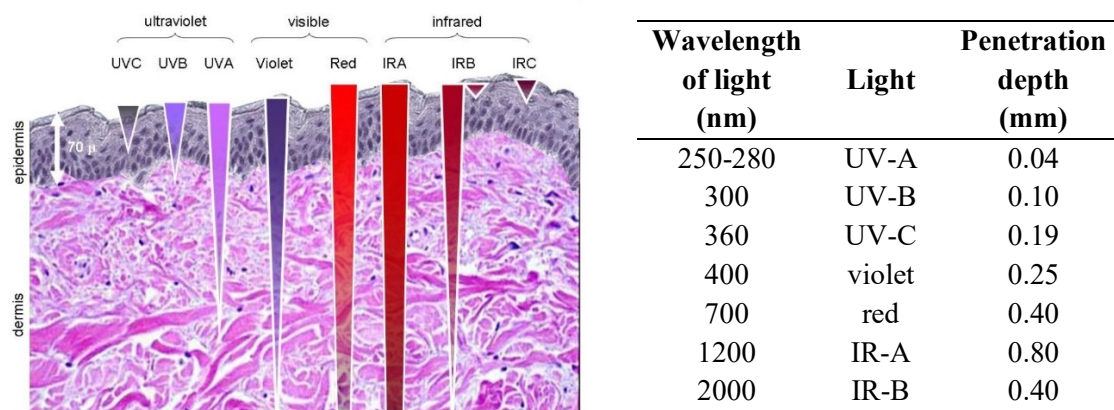 ultraviolet visible infrared
UVC UVB UVA Violet Red IRA IRB IRC
epidermis
70 μ
dermis
Wavelength of light (nm) Light Penetration depth (mm)
250-280 UV-A 0.04
300 UV-B 0.10
360 UV-C 0.19
400 violet 0.25
700 red 0.40
1200 IR-A 0.80
2000 IR-B 0.40